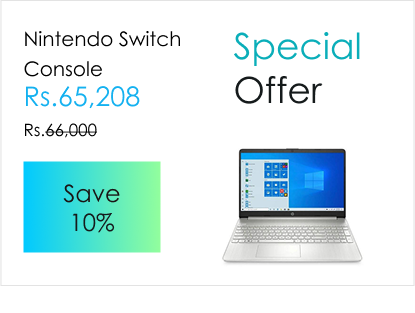 Nintendo Switch
Console
Rs.65,208
Rs.66,000
Save
10%
Special
Offer